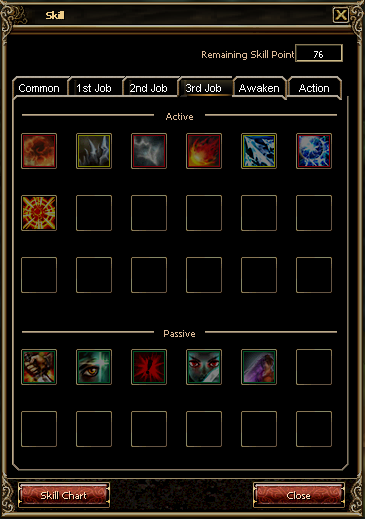 Skill
Remaining Skill Point 76
Common 1st Job 2nd Job 3rd Job Awaken Action
Active
Passive
Skill Chart Close